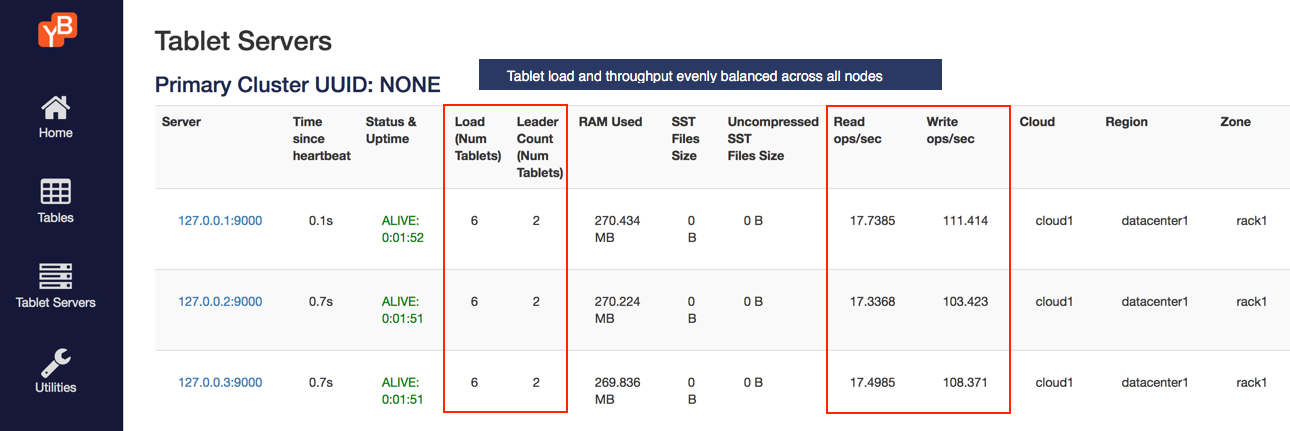 YB
Tablet Servers
Primary Cluster UUID: NONE
Tablet load and throughput evenly balanced across all nodes
Home
Tables
Tablet Servers
Utilities
Server
Time
since
heartbeat
Status &
Uptime
Load
(Num
Tablets)
Leader
Count
(Num
Tablets)
RAM Used
SST
Files
Size
Uncompressed
SST
Files Size
Read
ops/sec
Write
ops/sec
Cloud
Region
Zone
127.0.0.1:9000
0.1s
ALIVE:
0:01:52
6
2
270.434
MB
0
B
0 B
17.7385
111.414
cloud1
datacenter1
rack1
127.0.0.2:9000
0.7s
ALIVE:
0:01:51
6
2
270.224
MB
0
B
0 B
17.3368
103.423
cloud1
datacenter1
rack1
127.0.0.3:9000
0.7s
ALIVE:
0:01:51
6
2
269.836
MB
0
B
0 B
17.4985
108.371
cloud1
datacenter1
rack1